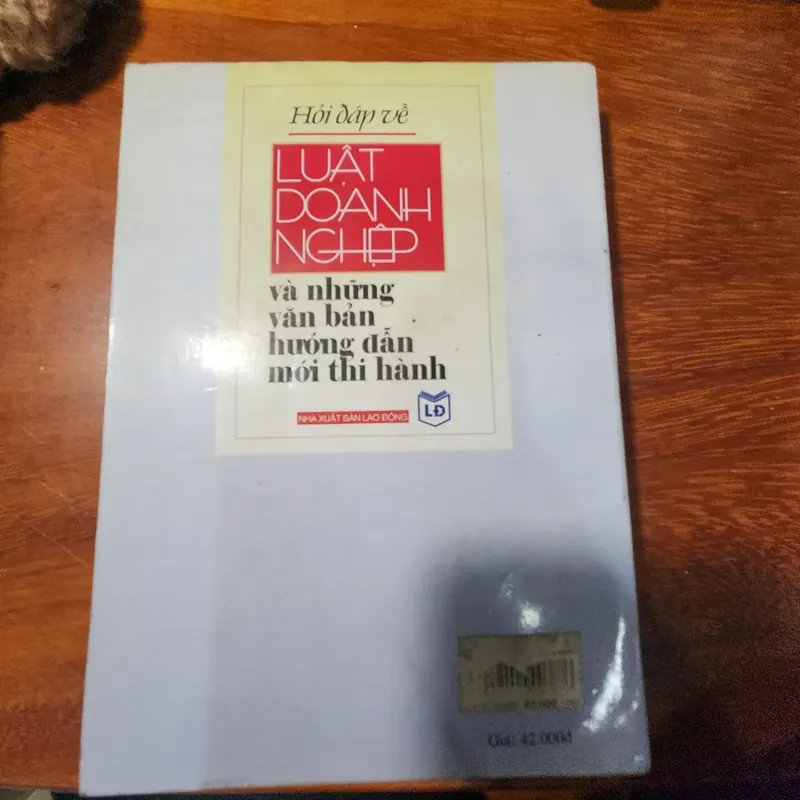 Hỏi đáp về
LUẬT
DOANH
NGHIỆP
và những
văn bản
hướng dẫn
mới thi hành
NHÀ XUẤT BẢN LAO ĐỘNG
LĐ
Giá: 42.000đ